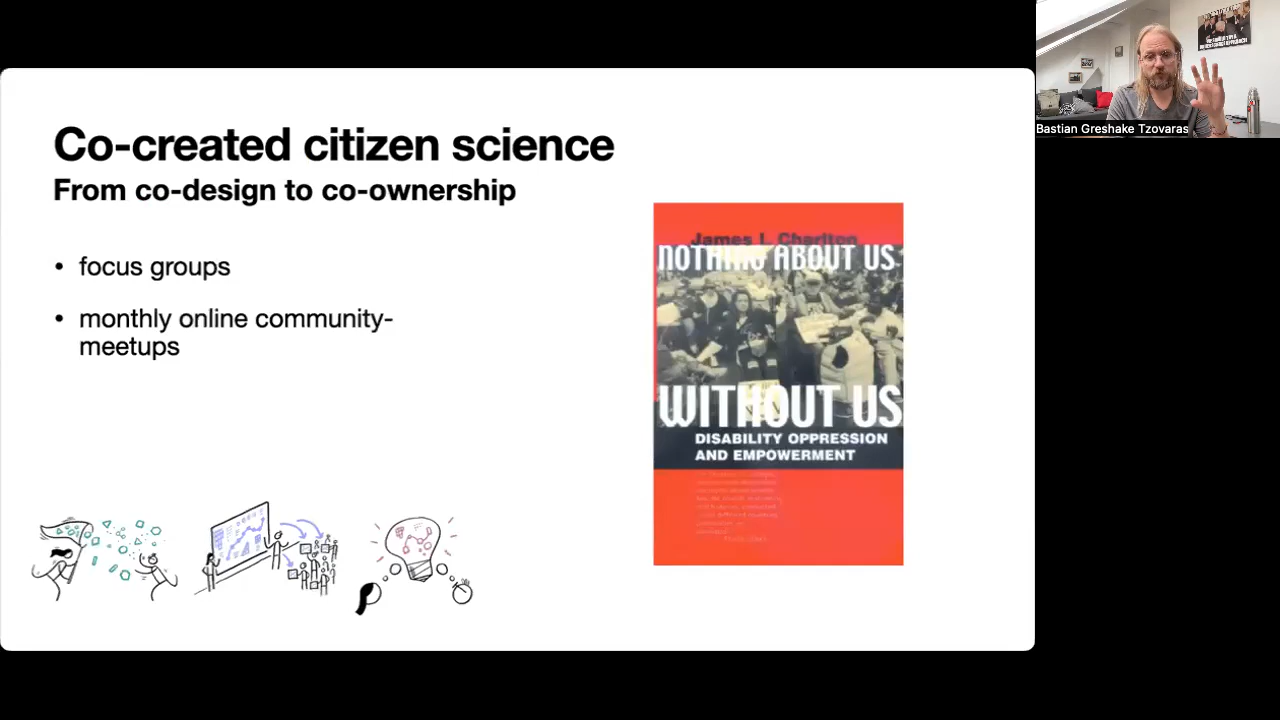 Co-created citizen science
From co-design to co-ownership
• focus groups
• monthly online community-
meetups
James I. Charlton
NOTHING ABOUT US
WITHOUT US
DISABILITY OPPRESSION
AND EMPOWERMENT
Bastian Greshake Tzovaras